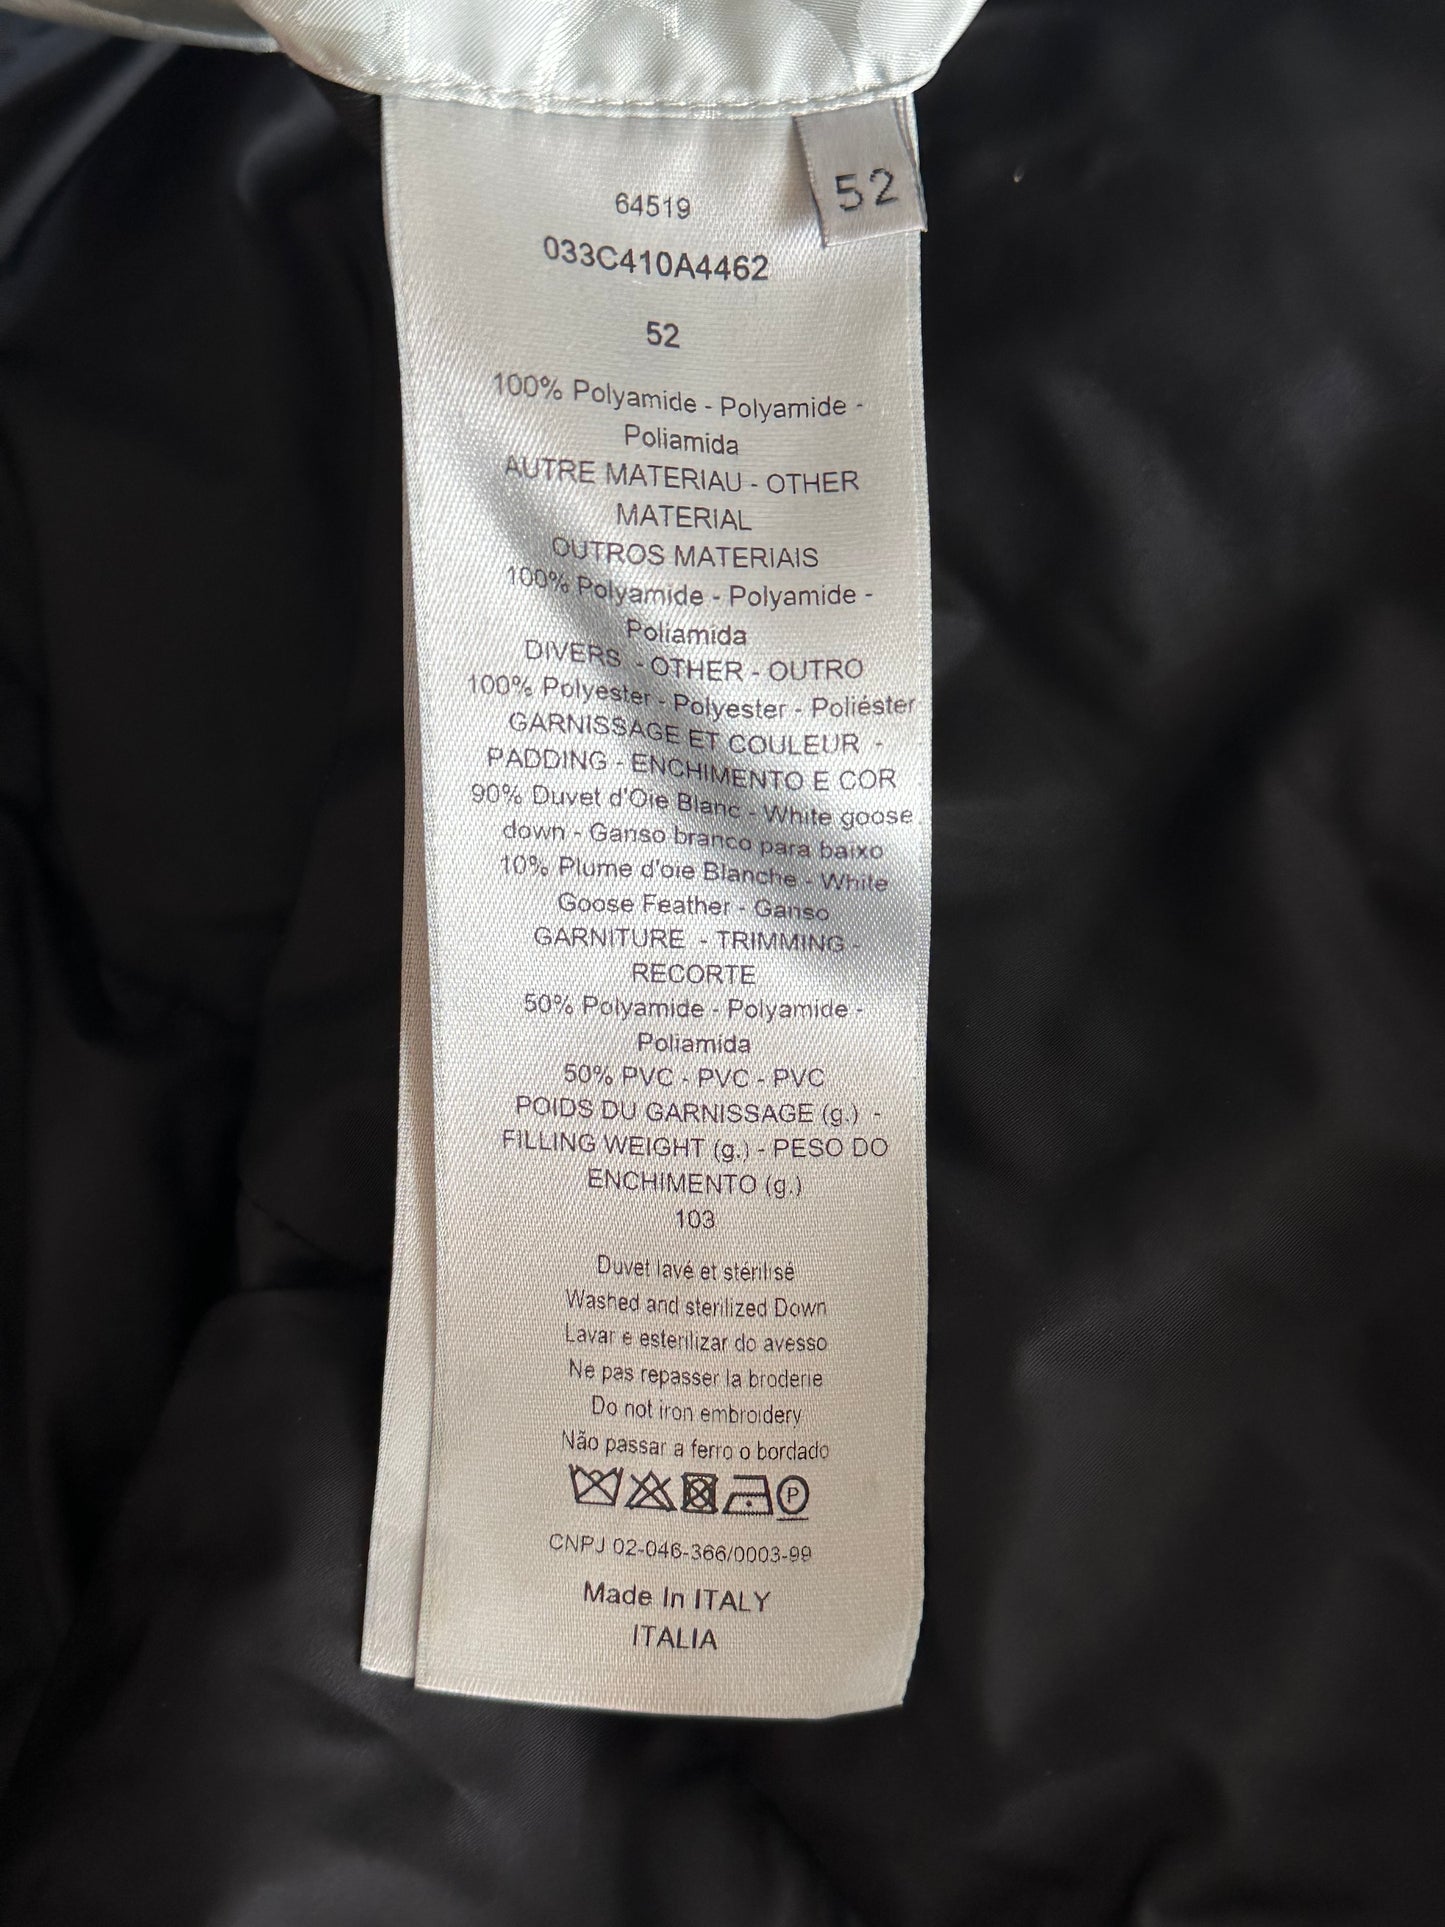 52
64519
033C410A4462
52
100% Polyamide - Polyamide -
Poliamida
AUTRE MATERIAU - OTHER
MATERIAL
OUTROS MATERIAIS
100% Polyamide - Polyamide -
Poliamida
DIVERS - OTHER - OUTRO
100% Polyester - Polyester - Poliéster
GARNISSAGE ET COULEUR -
PADDING - ENCHIMENTO E COR
90% Duvet d'Oie Blanc - White goose
down - Ganso branco para baixo
10% Plume d'oie Blanche - White
Goose Feather - Ganso
GARNITURE - TRIMMING -
RECORTE
50% Polyamide - Polyamide -
Poliamida
50% PVC - PVC - PVC
POIDS DU GARNISSAGE (g.) -
FILLING WEIGHT (g.) - PESO DO
ENCHIMENTO (g.)
103
Duvet lavé et stérilisé
Washed and sterilized Down
Lavar e esterilizar do avesso
Ne pas repasser la broderie
Do not iron embroidery
Não passar a ferro o bordado
P
CNPJ 02-046-366/0003-99
Made In ITALY
ITALIA